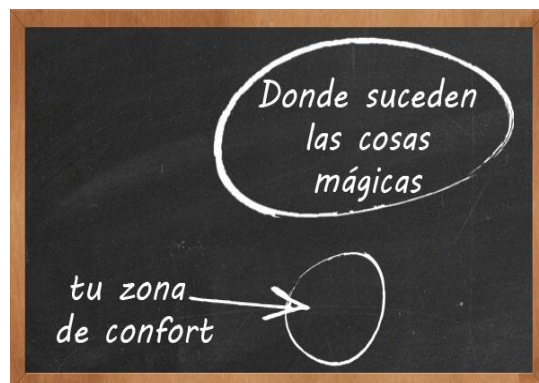 Donde suceden
las cosas
mágicas
tu zona
de confort